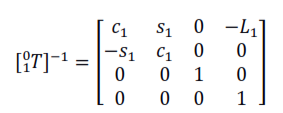 [⁰₁T]⁻¹ = [ c₁ s₁ 0 −L₁
−s₁ c₁ 0 0
0 0 1 0
0 0 0 1 ]